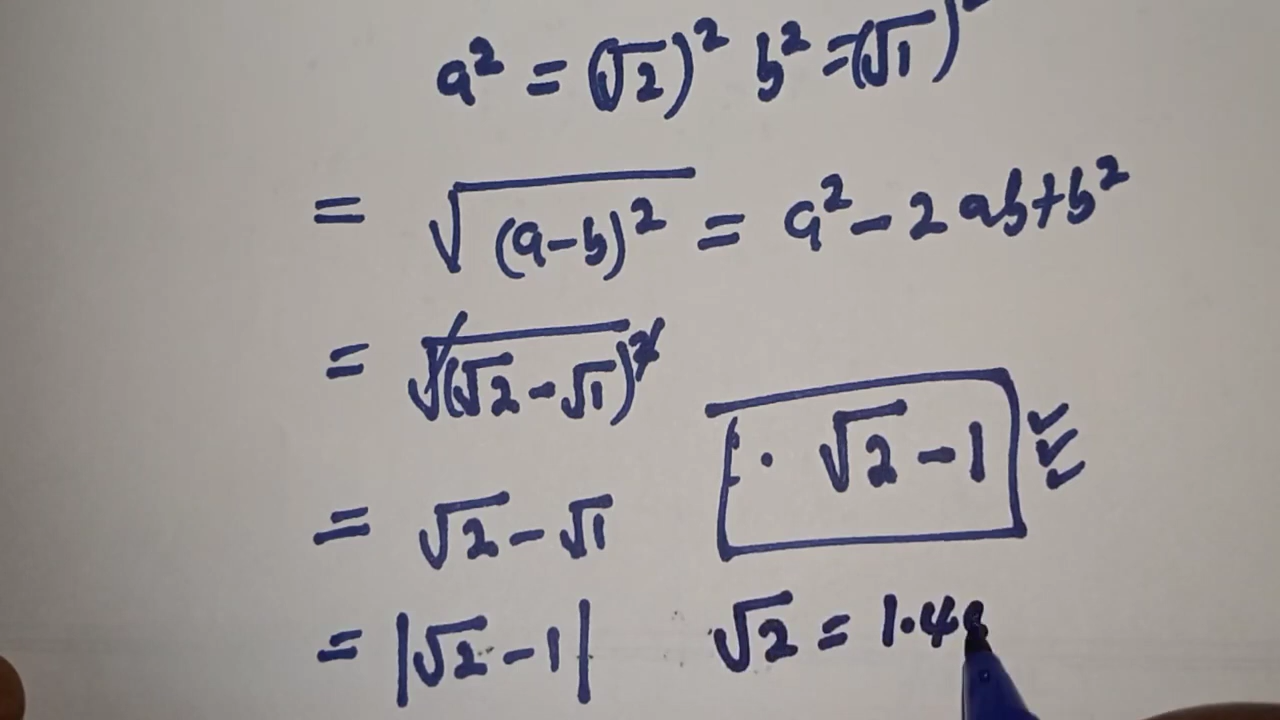 a² = (√2)² b² = (√1)²
= √(a-b)² = a² - 2ab + b²
= √(√2 - √1)²
√2 - 1
= √2 - √1
= |√2 - 1| √2 = 1.4